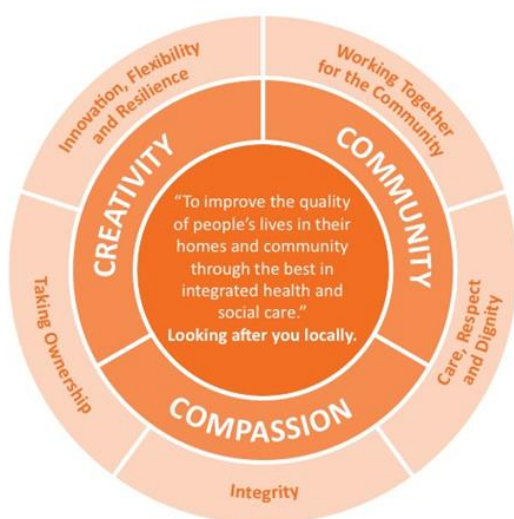 Innovation, Flexibility
and Resilience
Working Together
for the Community
CREATIVITY
COMMUNITY
“To improve the quality
of people’s lives in their
homes and community
through the best in
integrated health and
social care.”
Looking after you locally.
Taking Ownership
Care, Respect
and Dignity
COMPASSION
Integrity